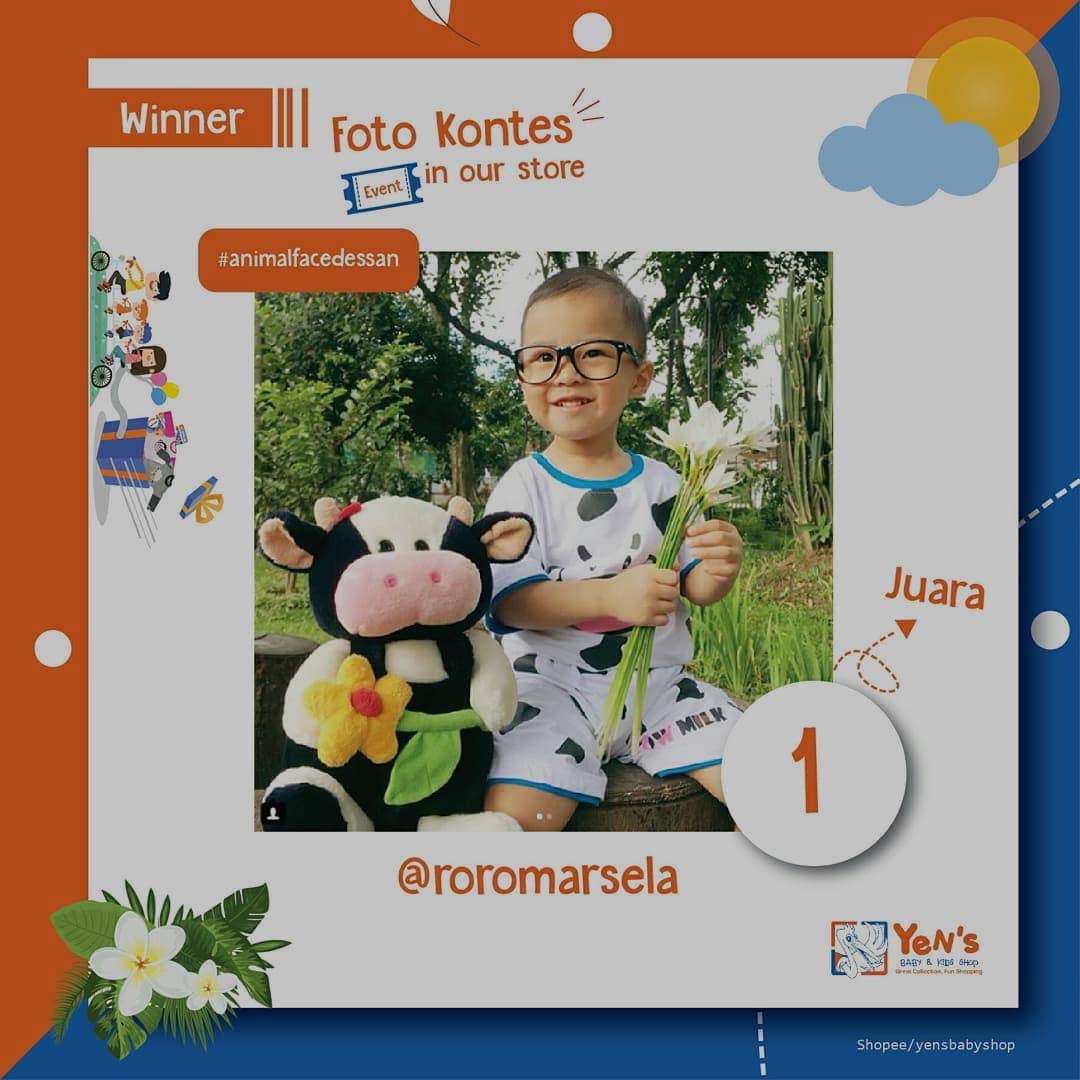 Winner
Foto Kontes
Event in our store
#animalfacedessan
MILK
Juara
1
@roromarsela
YeN's
BABY & KIDS SHOP
Great Collection, Fun Shopping
Shopee/yensbabyshop